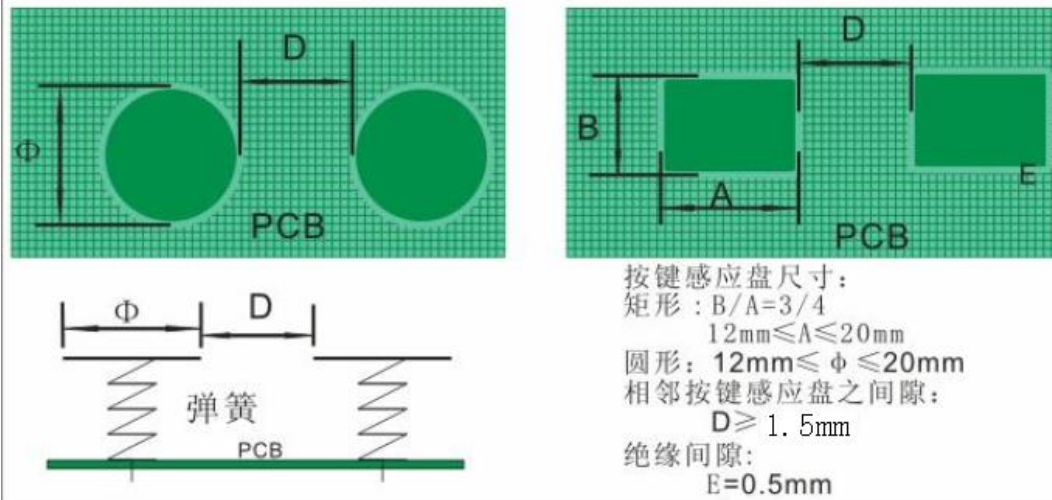 D
Φ
PCB
D
B
A
E
PCB
Φ
D
弹簧
PCB
按键感应盘尺寸：
矩形：B/A=3/4
12mm≤A≤20mm
圆形：12mm≤φ≤20mm
相邻按键感应盘之间隙：
D≥1.5mm
绝缘间隙:
E=0.5mm